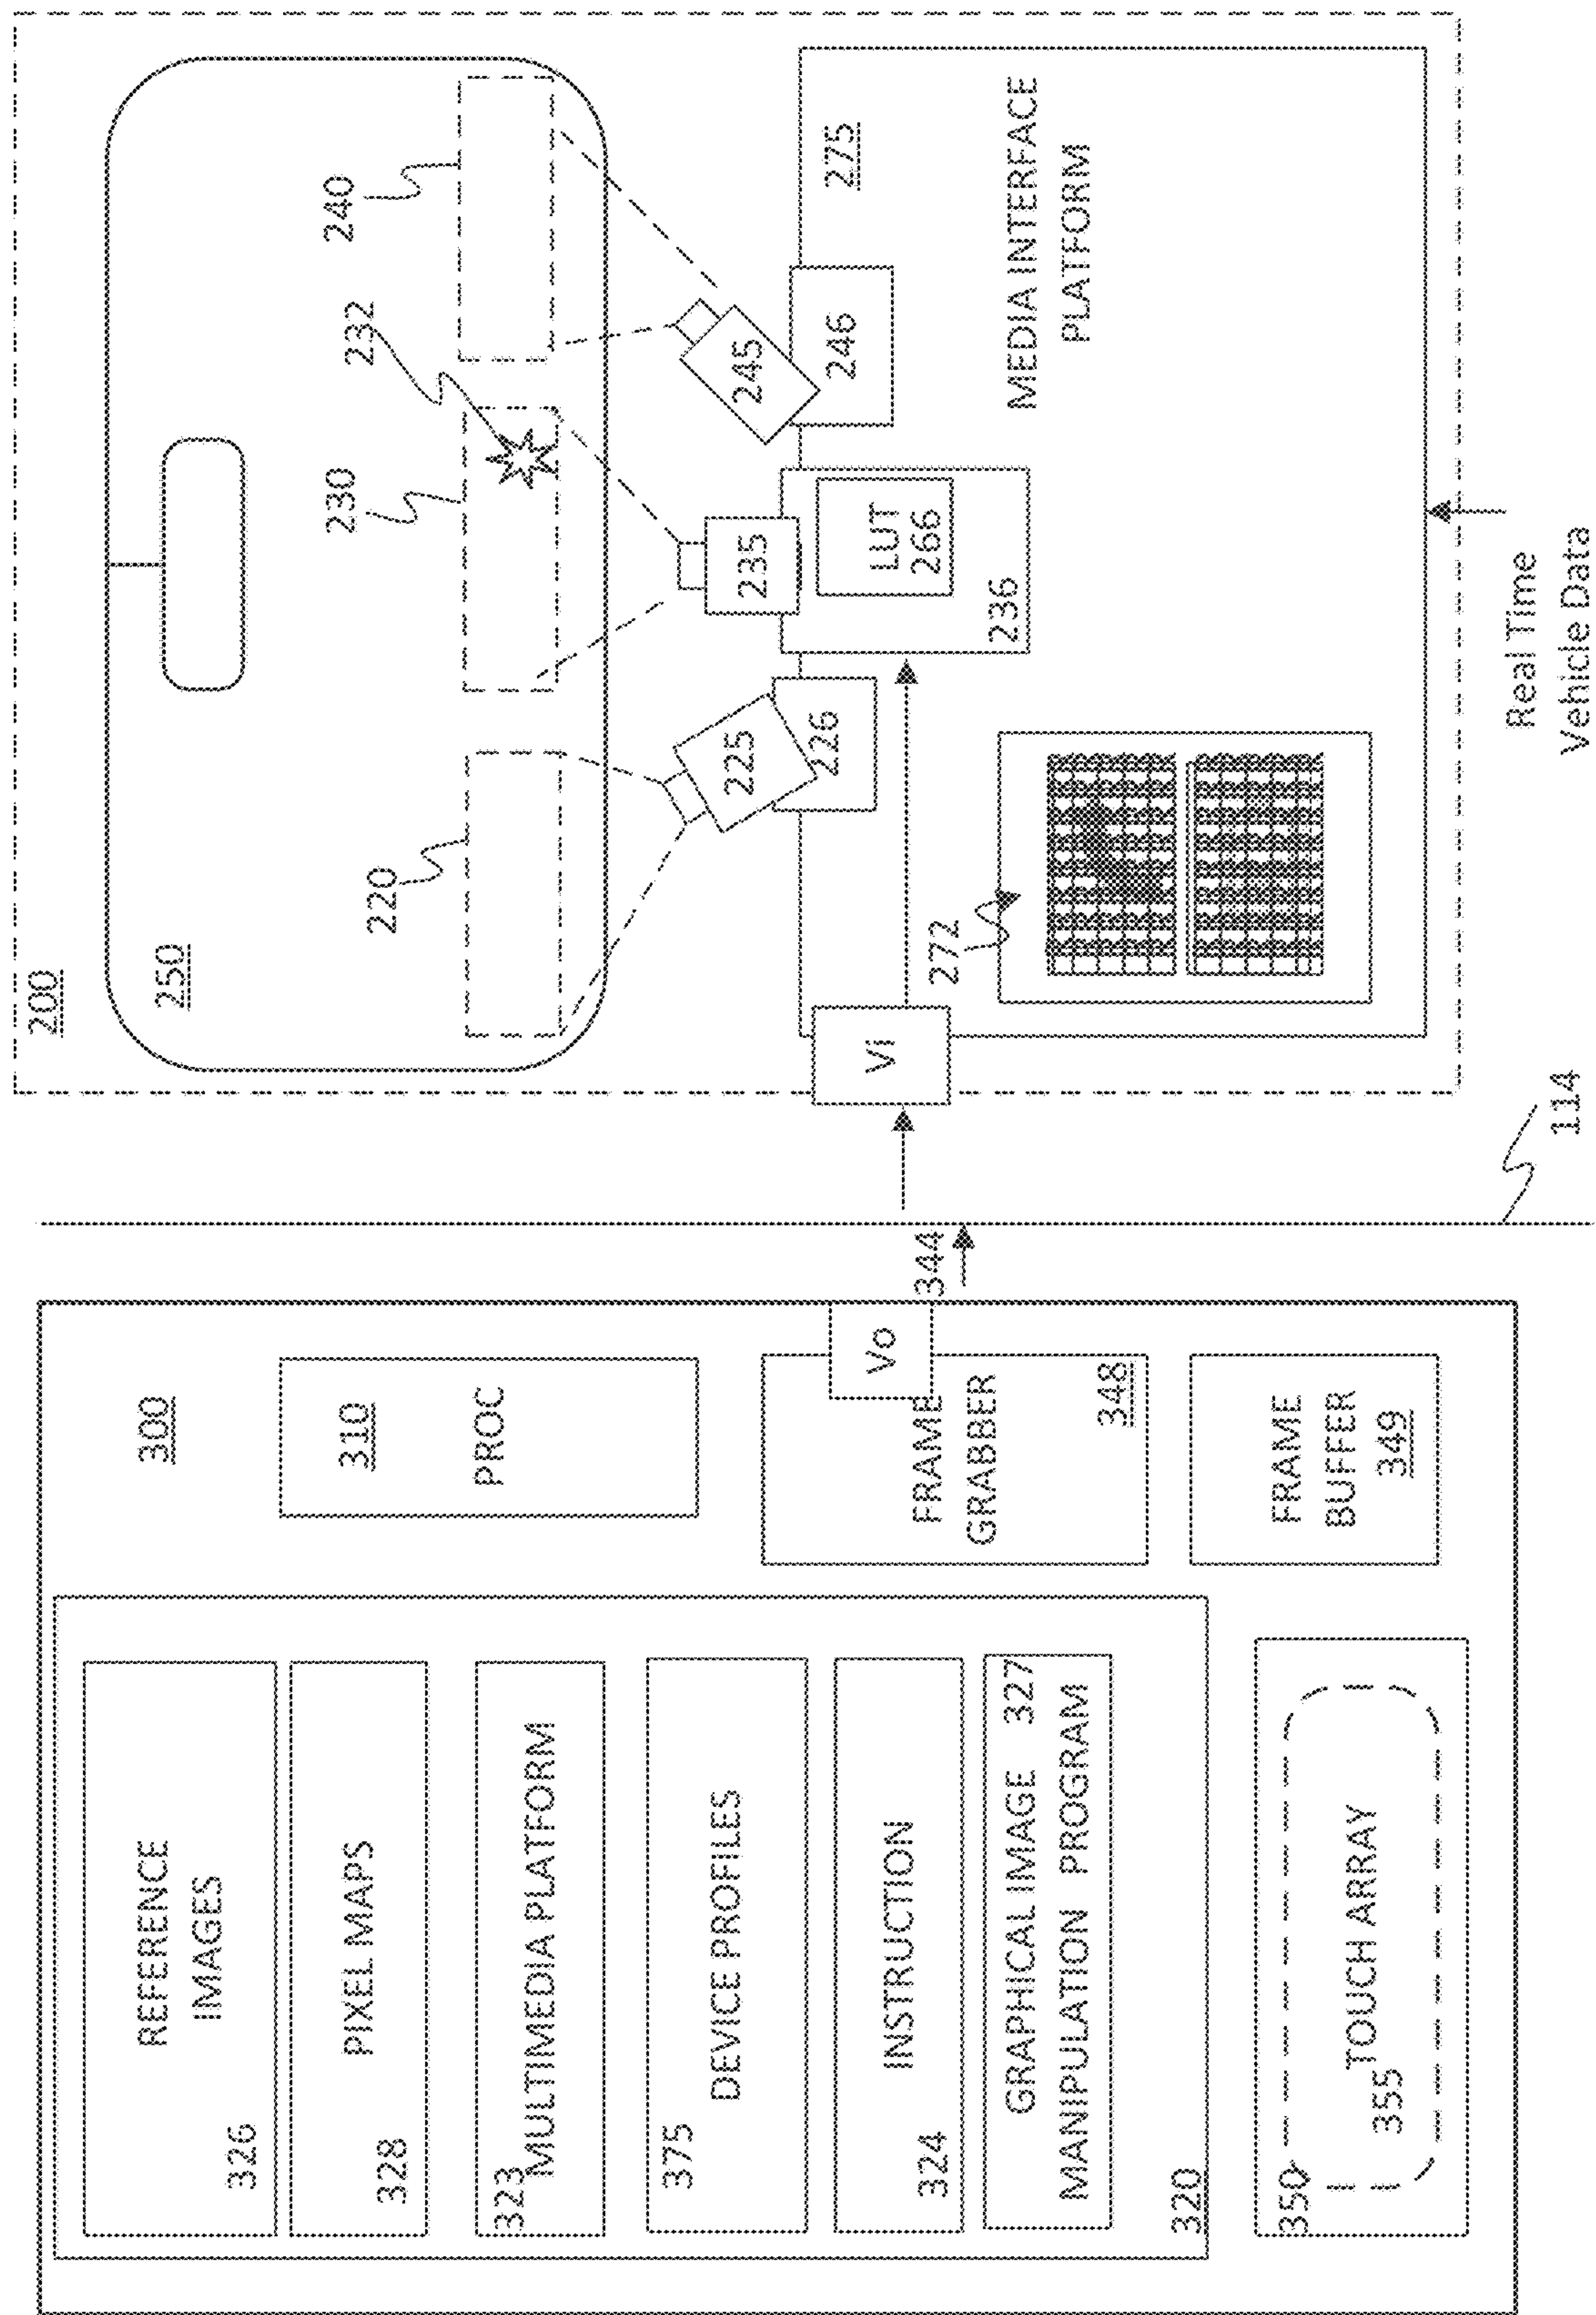 300
REFERENCE
IMAGES
326
PIXEL MAPS
328
MULTIMEDIA PLATFORM
323
DEVICE PROFILES
375
INSTRUCTION
324
GRAPHICAL IMAGE 327
MANIPULATION PROGRAM
320
350
TOUCH ARRAY
355
310
PROC
Vo
FRAME
GRABBER
348
FRAME
BUFFER
349
344
114
200
250
220
230
232
240
225
226
235
236
LUT
266
245
246
Vi
275
MEDIA INTERFACE
PLATFORM
272
Real Time
Vehicle Data